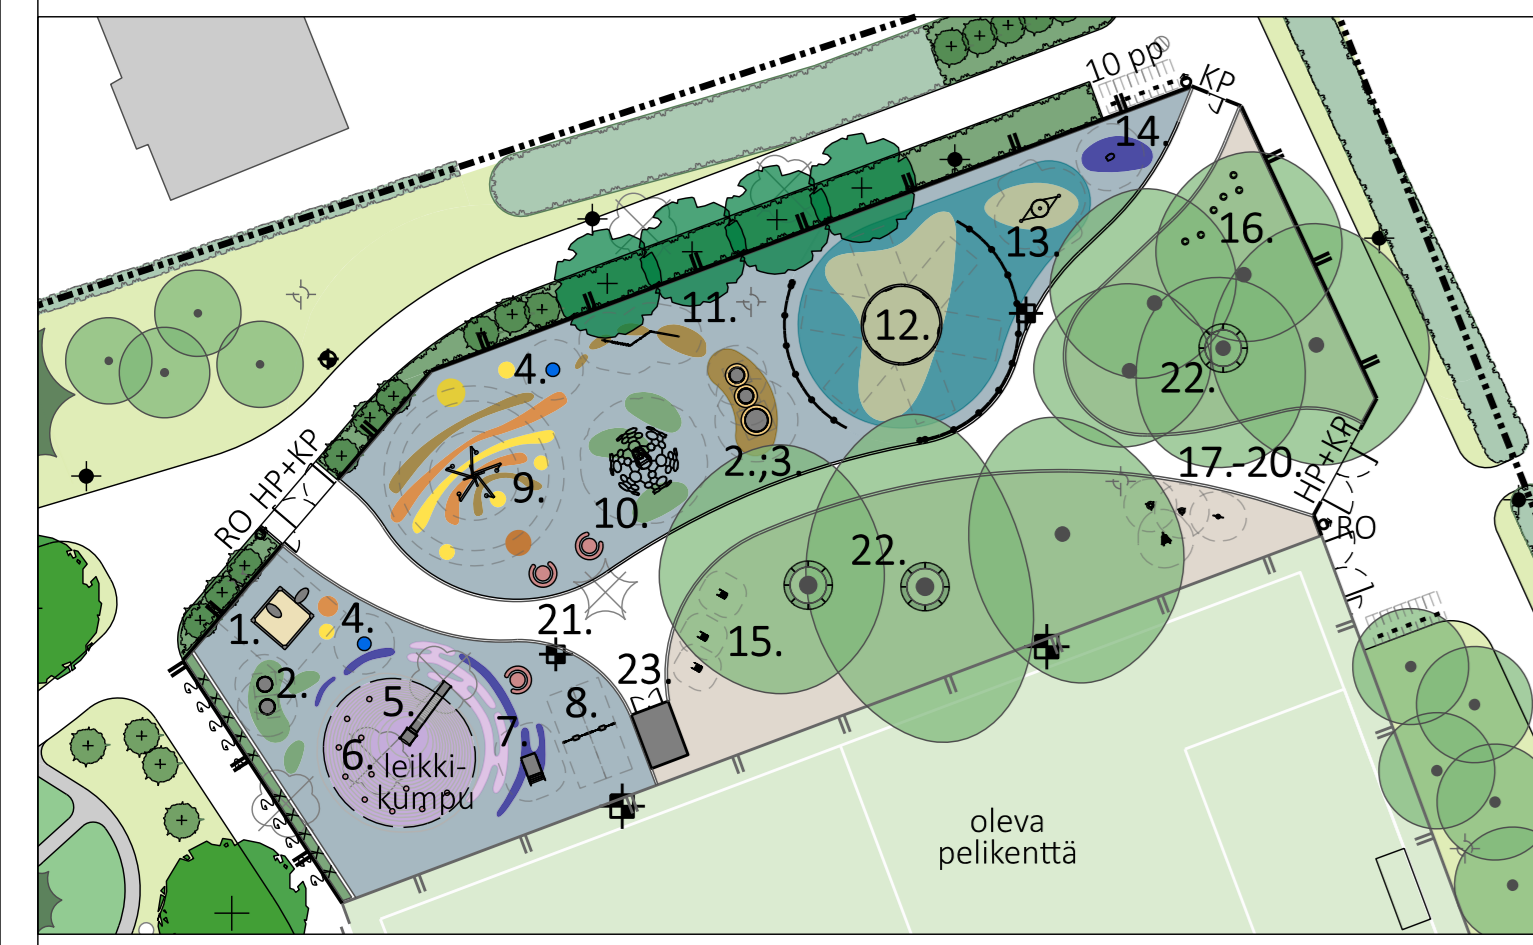 10 pp
KP
14.
16.
13.
11.
12.
4.
22.
2.;3.
17.-20.
HP+KP
RO
HP+KP
RO
9.
10.
22.
1.
4.
21.
15.
23.
2.
5.
8.
7.
6.
leikki-
kumpu
oleva
pelikenttä